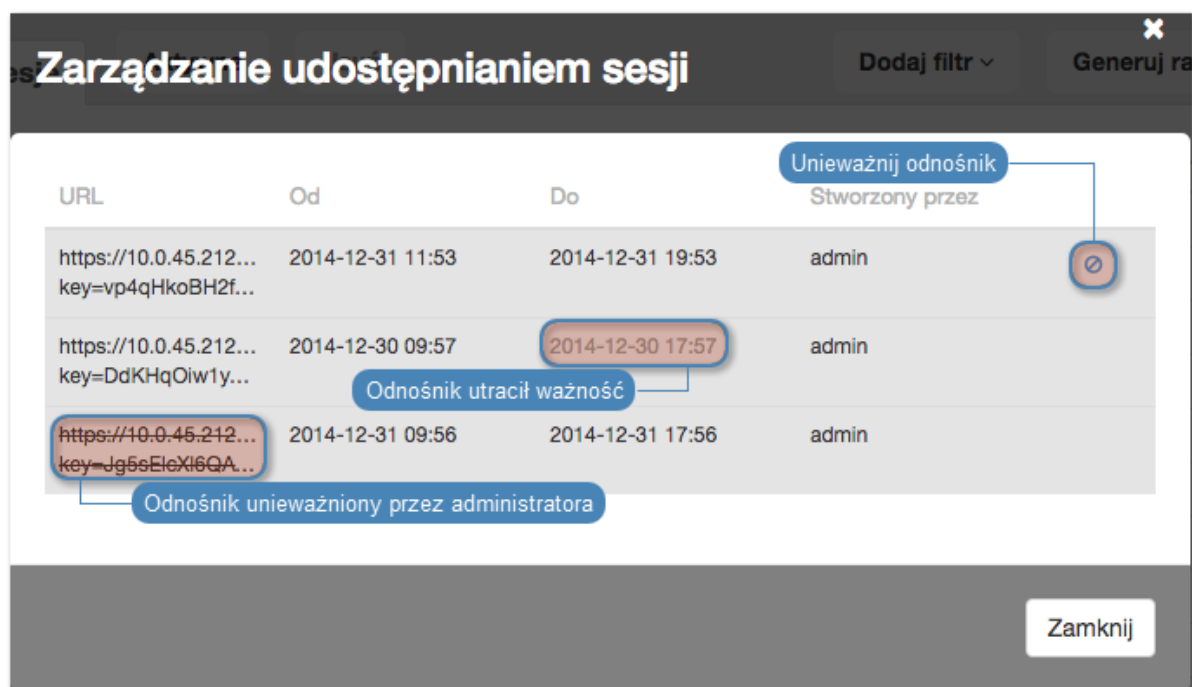 Zarządzanie udostępnianiem sesji
Dodaj filtr
Generuj ra
Unieważnij odnośnik
URL Od Do Stworzony przez
https://10.0.45.212... 2014-12-31 11:53 2014-12-31 19:53 admin
key=vp4qHkoBH2f...
https://10.0.45.212... 2014-12-30 09:57 2014-12-30 17:57 admin
key=DdKHqOiw1y...
Odnośnik utracił ważność
https://10.0.45.212... 2014-12-31 09:56 2014-12-31 17:56 admin
key=Jg5sElcXl6QA...
Odnośnik unieważniony przez administratora
Zamknij